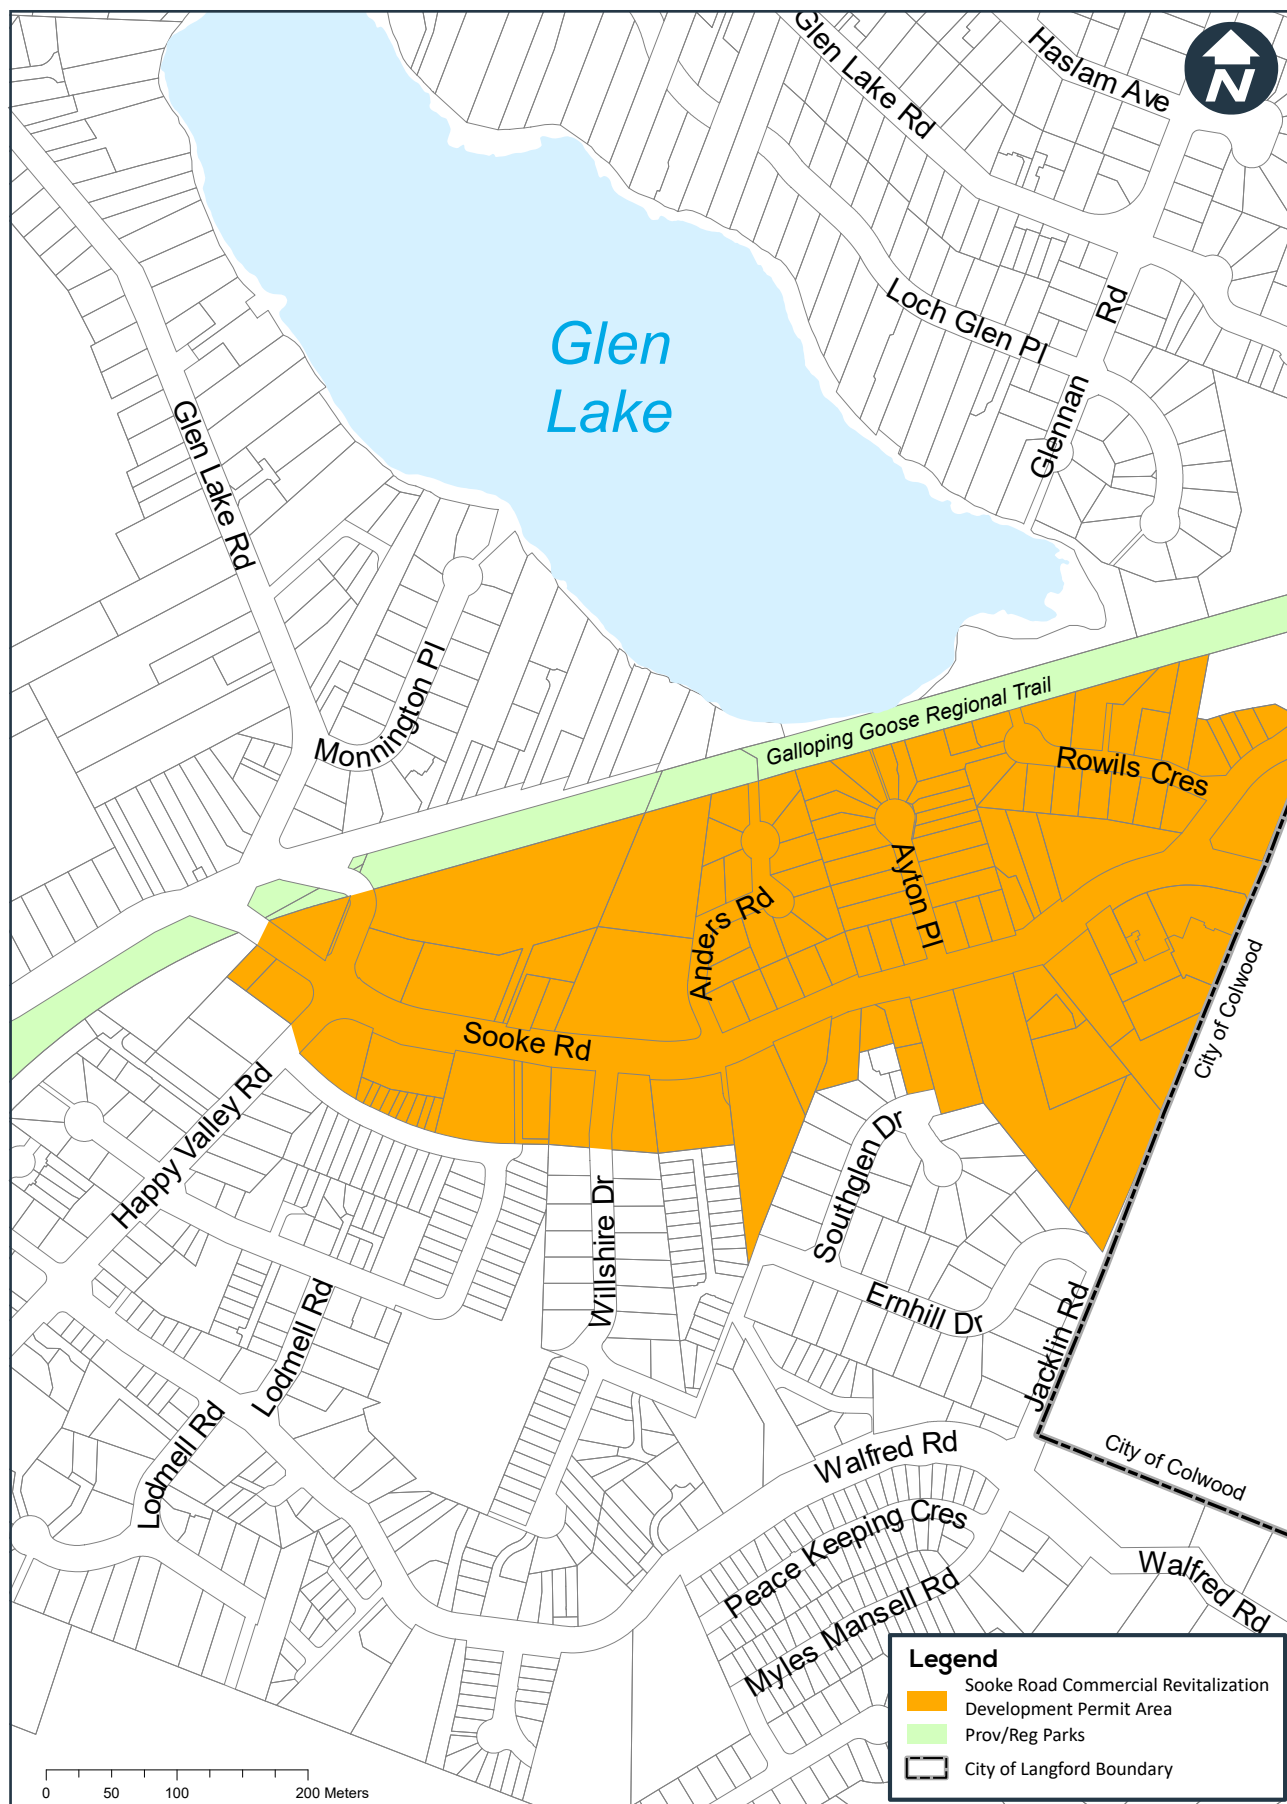 Glen Lake Rd
Haslam Ave
N
Loch Glen Pl
Glennan Rd
Glen
Lake
Glen Lake Rd
Monnington Pl
Galloping Goose Regional Trail
Rowils Cres
Ayton Pl
Anders Rd
Sooke Rd
City of Colwood
Happy Valley Rd
Southglen Dr
Willshire Dr
Ernhill Dr
Lodmell Rd
Jacklin Rd
Lodmell Rd
Walfred Rd
City of Colwood
Peace Keeping Cres
Myles Mansell Rd
Walfred Rd
Legend
Sooke Road Commercial Revitalization
Development Permit Area
Prov/Reg Parks
City of Langford Boundary
0 50 100 200 Meters